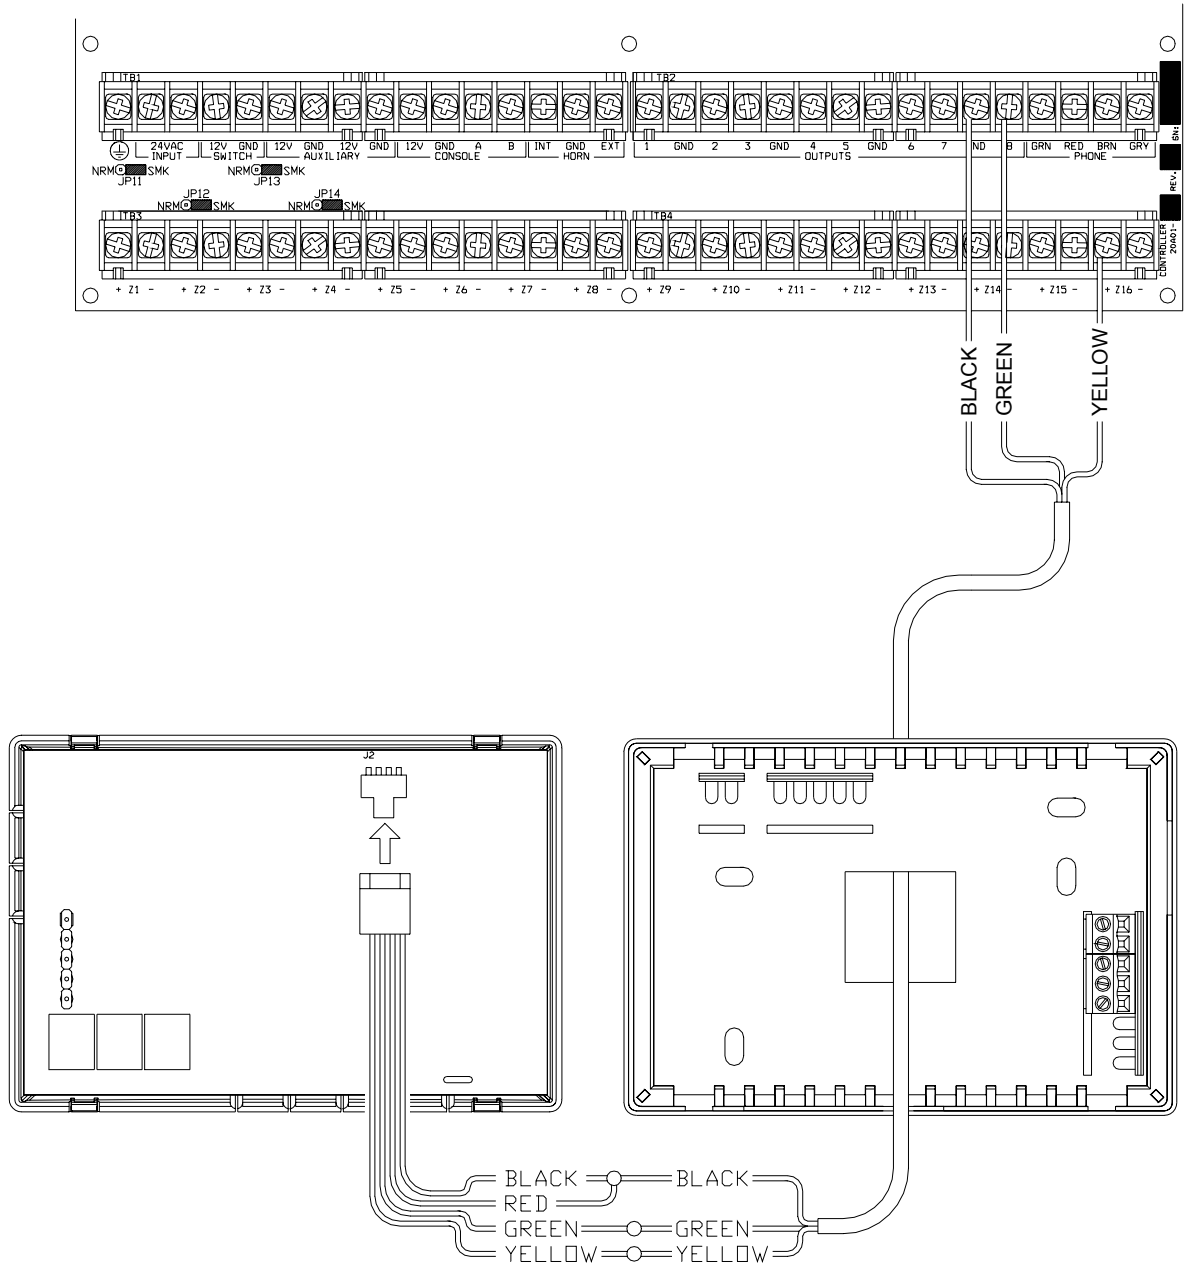 TB1 TB2
24VAC 12V GND 12V GND 12V GND 12V GND A B INT GND EXT 1 GND 2 3 GND 4 5 GND 6 7 ND 8 GRN RED BRN GRY
INPUT SWITCH AUXILIARY CONSOLE HORN OUTPUTS PHONE
NRM SMK NRM SMK
JP11 JP13
JP12 JP14
NRM SMK NRM SMK
GN:
REV.
CONTROLLER
20A01-
TB3 TB4
+ Z1 - + Z2 - + Z3 - + Z4 - + Z5 - + Z6 - + Z7 - + Z8 - + Z9 - + Z10 - + Z11 - + Z12 - + Z13 - + Z14 - + Z15 - + Z16 -
BLACK
GREEN
YELLOW
J2
BLACK BLACK
RED
GREEN GREEN
YELLOW YELLOW